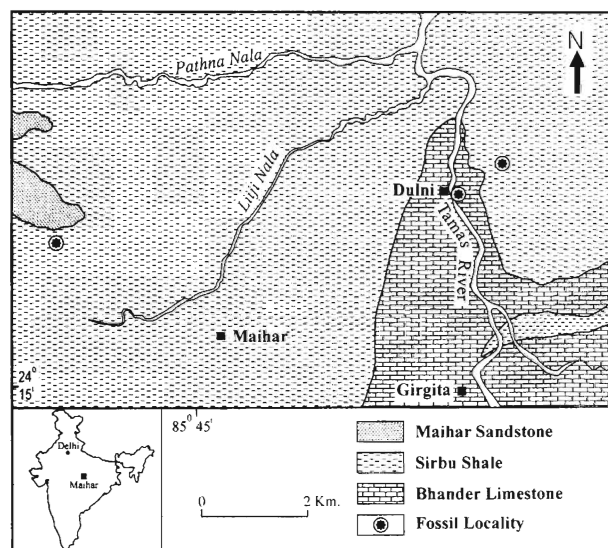 Pathna Nala
N
Lilji Nala
Dulni
Tamas River
Maihar
Girgita
24°
15'
85° 45'
Delhi
Maihar
0 2 Km.
Maihar Sandstone
Sirbu Shale
Bhander Limestone
Fossil Locality